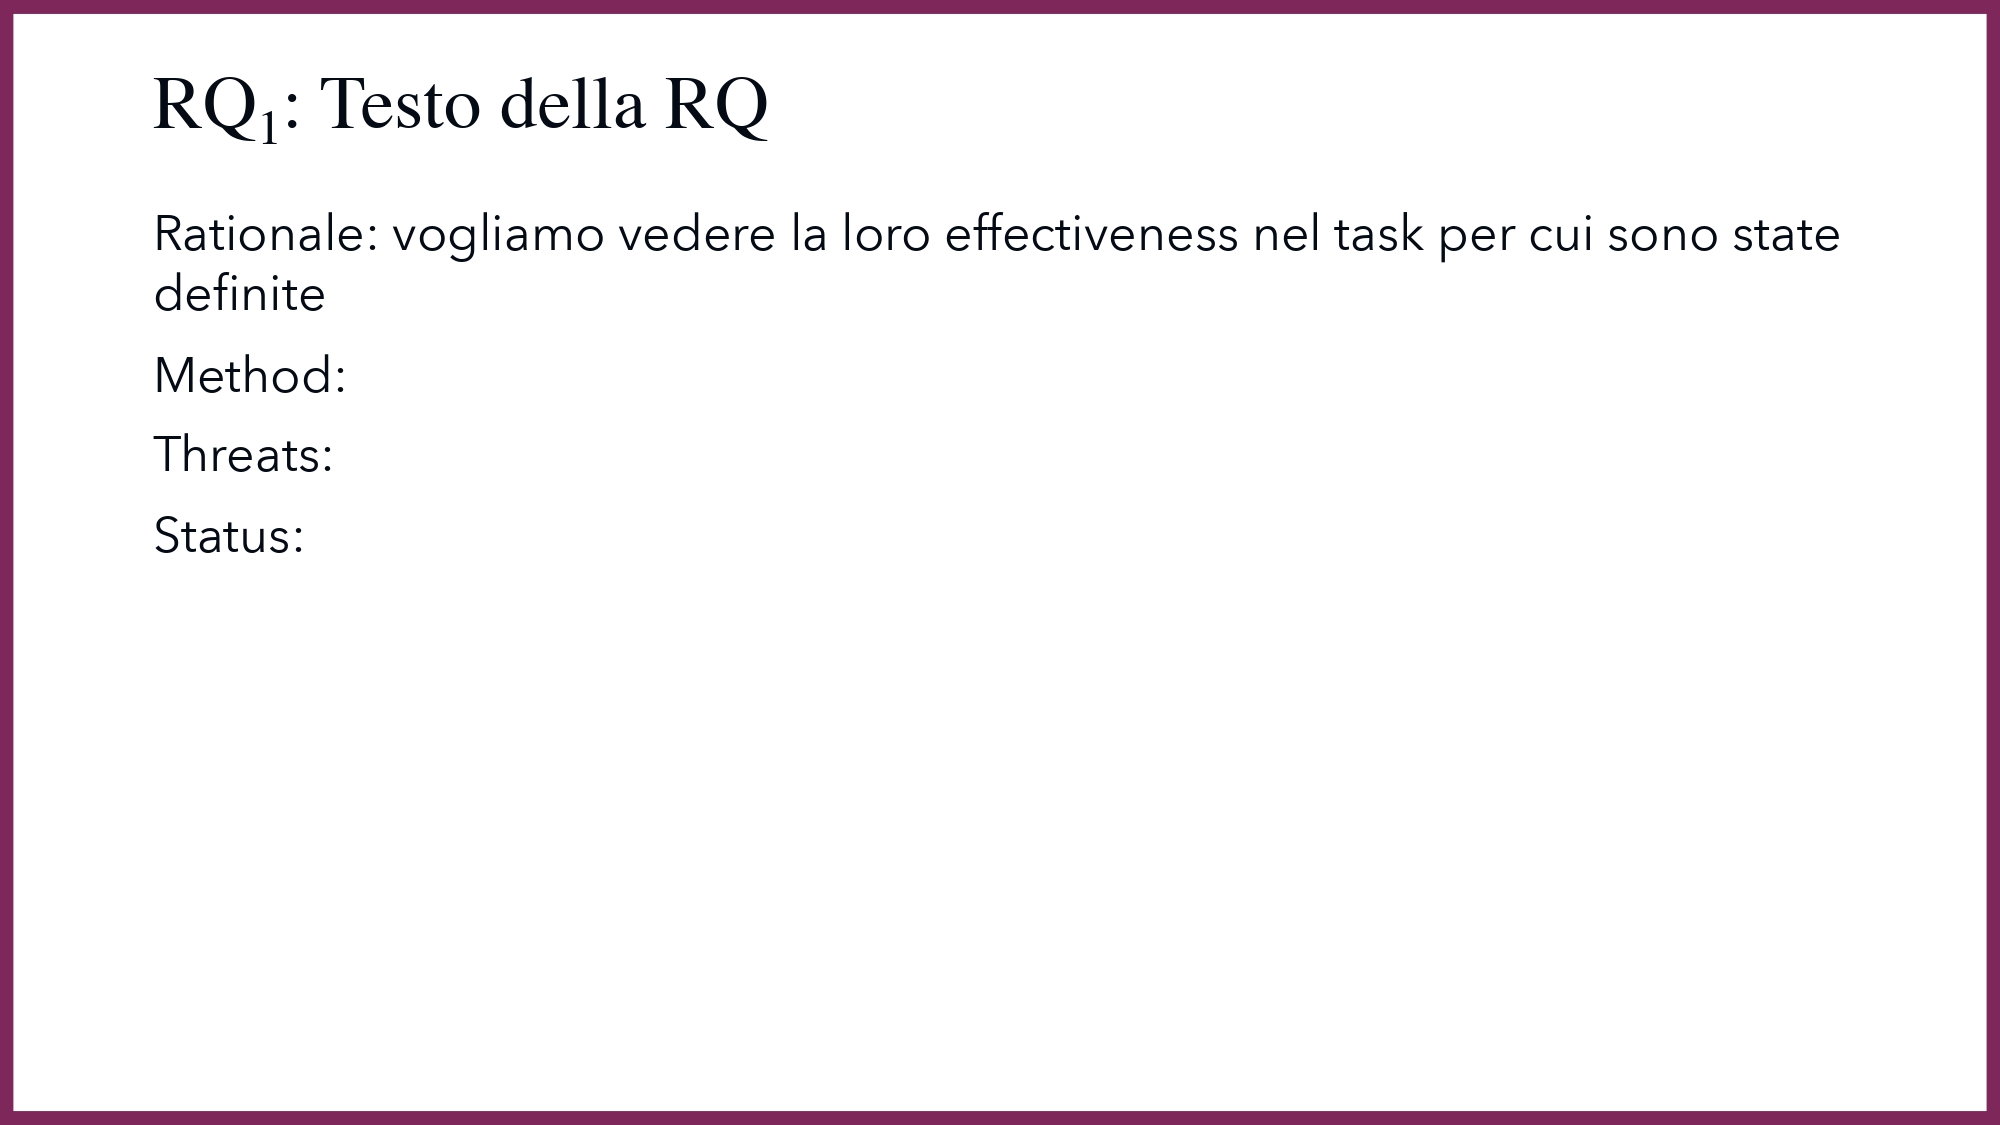 RQ₁: Testo della RQ
Rationale: vogliamo vedere la loro effectiveness nel task per cui sono state
definite
Method:
Threats:
Status: